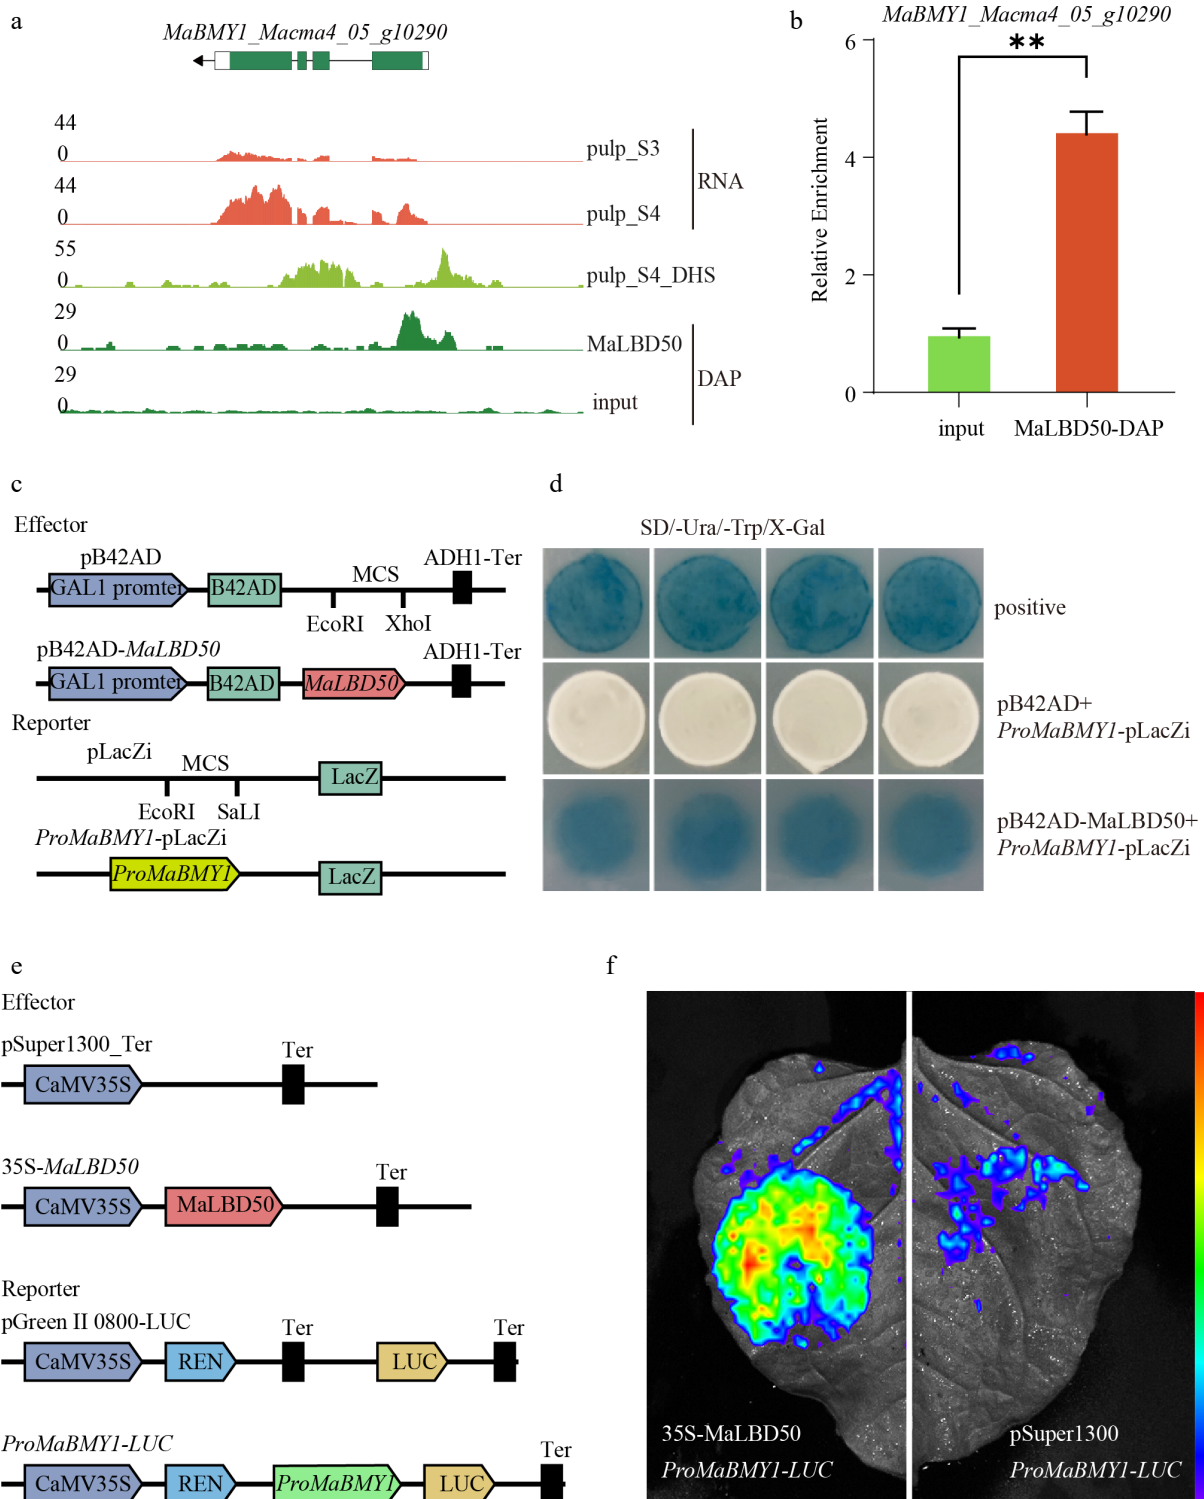 a
MaBMY1_Macma4_05_g10290
44
0
pulp_S3
44
0
pulp_S4
RNA
55
0
pulp_S4_DHS
29
0
MaLBD50
29
0
input
DAP
b
MaBMY1_Macma4_05_g10290
**
6
4
2
0
Relative Enrichment
input
MaLBD50-DAP
c
Effector
pB42AD
GAL1 promter
B42AD
MCS
ADH1-Ter
EcoRI
XhoI
pB42AD-MaLBD50
GAL1 promter
B42AD
MaLBD50
ADH1-Ter
Reporter
pLacZi
MCS
LacZ
EcoRI
SaLI
ProMaBMY1-pLacZi
ProMaBMY1
LacZ
d
SD/-Ura/-Trp/X-Gal
positive
pB42AD+
ProMaBMY1-pLacZi
pB42AD-MaLBD50+
ProMaBMY1-pLacZi
e
Effector
pSuper1300_Ter
CaMV35S
Ter
35S-MaLBD50
CaMV35S
MaLBD50
Ter
Reporter
pGreen II 0800-LUC
CaMV35S
REN
Ter
LUC
Ter
ProMaBMY1-LUC
CaMV35S
REN
ProMaBMY1
LUC
Ter
f
35S-MaLBD50
ProMaBMY1-LUC
pSuper1300
ProMaBMY1-LUC